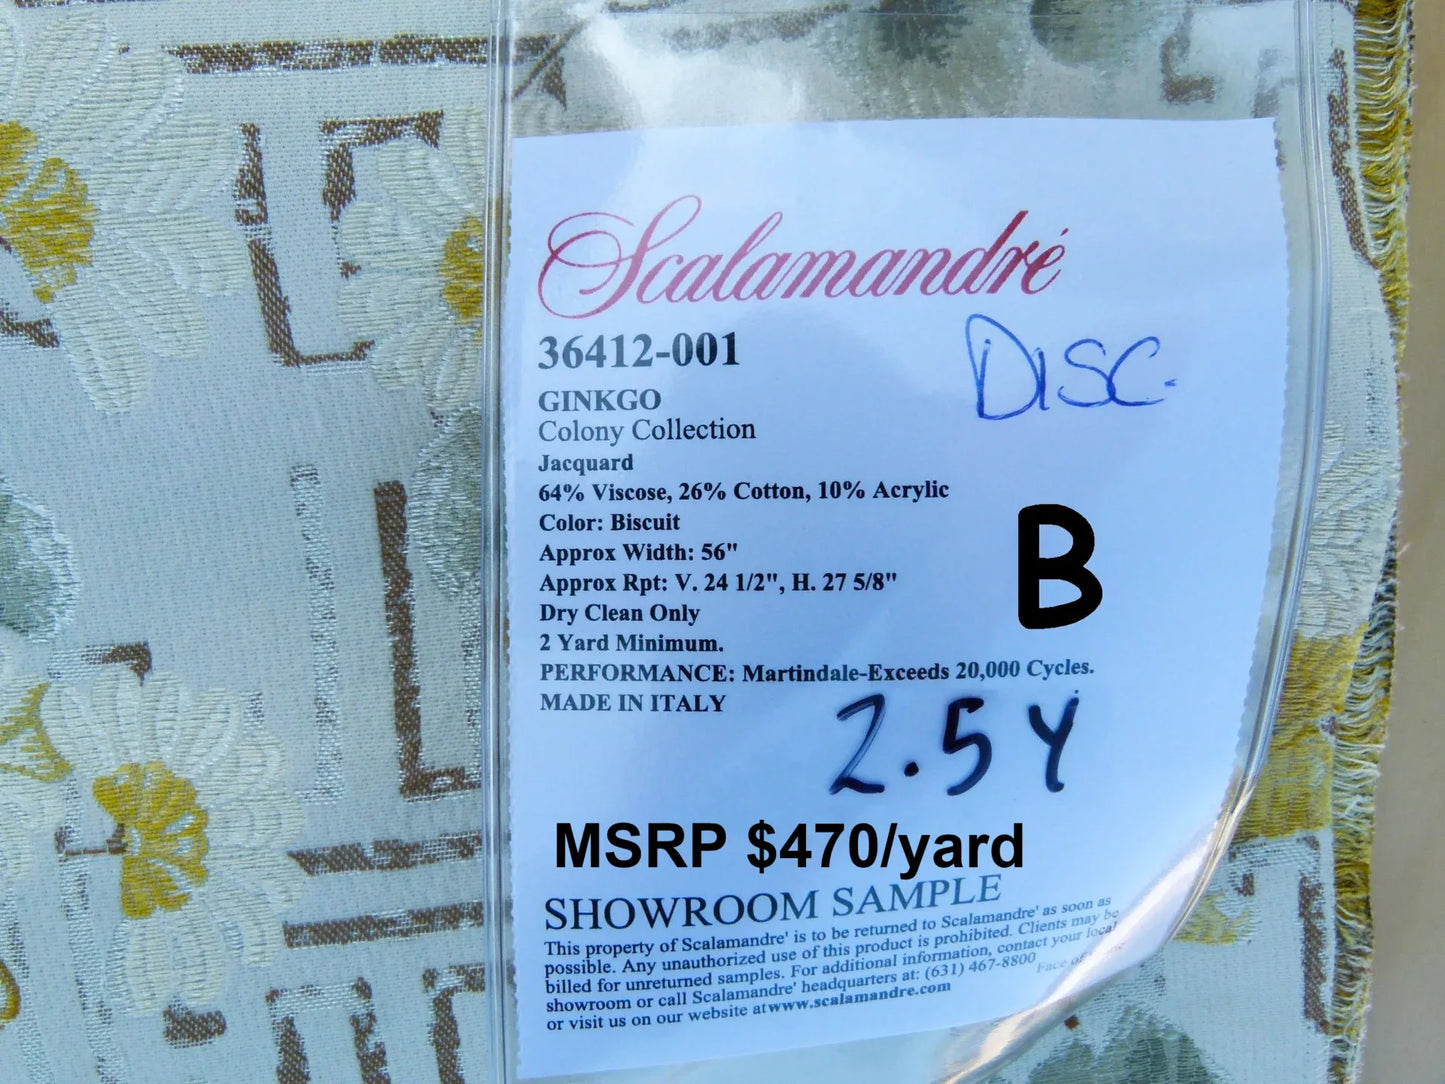 Scalamandré
36412-001
DISC.
GINKGO
Colony Collection
Jacquard
64% Viscose, 26% Cotton, 10% Acrylic
Color: Biscuit
B
Approx Width: 56"
Approx Rpt: V. 24 1/2", H. 27 5/8"
Dry Clean Only
2 Yard Minimum.
PERFORMANCE: Martindale-Exceeds 20,000 Cycles.
MADE IN ITALY
2.5Y
MSRP $470/yard
SHOWROOM SAMPLE
This property of Scalamandre' is to be returned to Scalamandre' as soon as
possible. Any unauthorized use of this product is prohibited. Clients may be
billed for unreturned samples. For additional information, contact your local
showroom or call Scalamandre' headquarters at: (631) 467-8800
Face of
or visit us on our website atwww.scalamandre.com